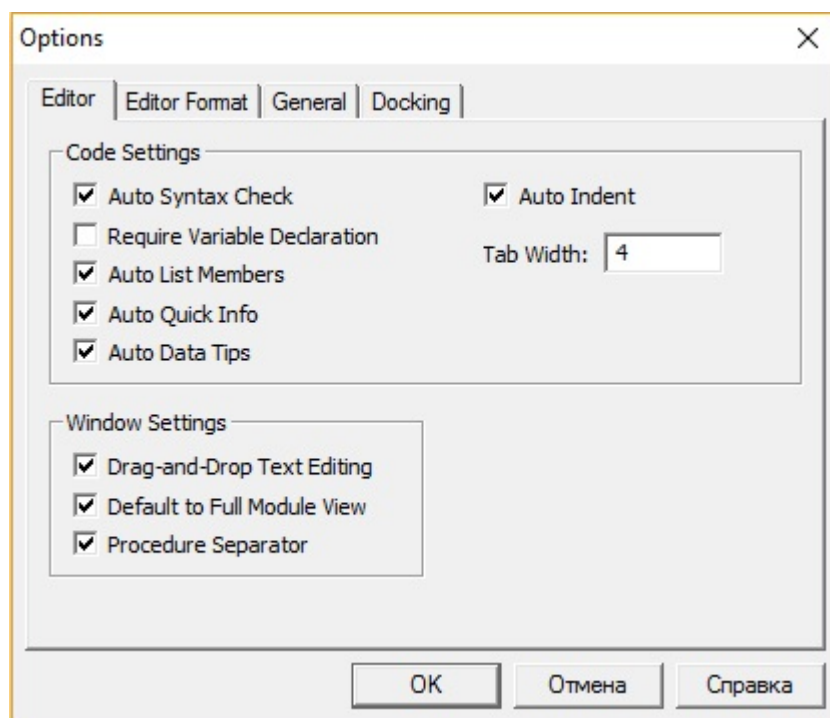 Options
Editor Editor Format General Docking
Code Settings
Auto Syntax Check Auto Indent
Require Variable Declaration
Tab Width: 4
Auto List Members
Auto Quick Info
Auto Data Tips
Window Settings
Drag-and-Drop Text Editing
Default to Full Module View
Procedure Separator
OK Отмена Справка